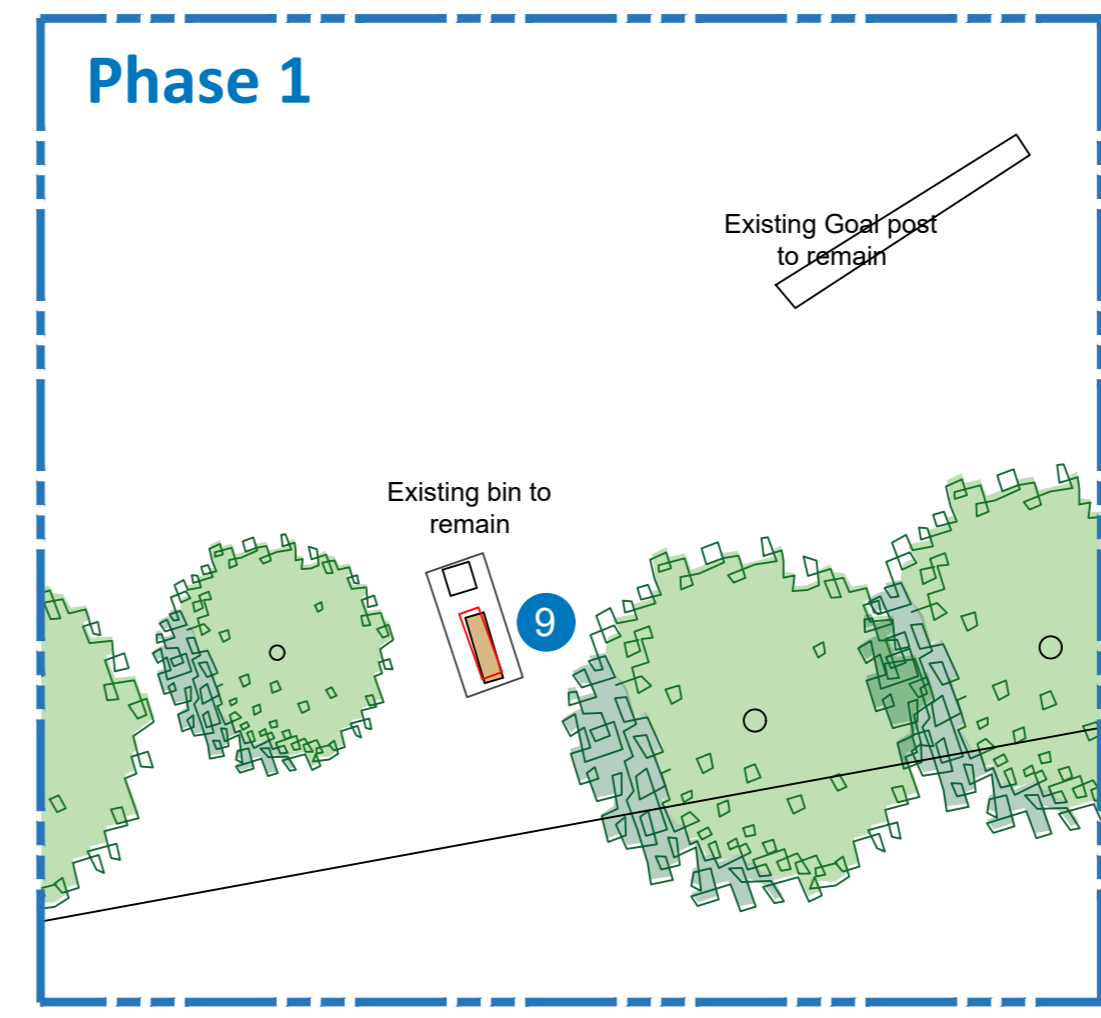 Phase 1
Existing Goal post
to remain
Existing bin to
remain
9